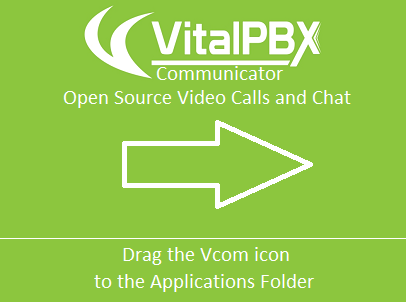 VitalPBX
Communicator
Open Source Video Calls and Chat
Drag the Vcom icon
to the Applications Folder